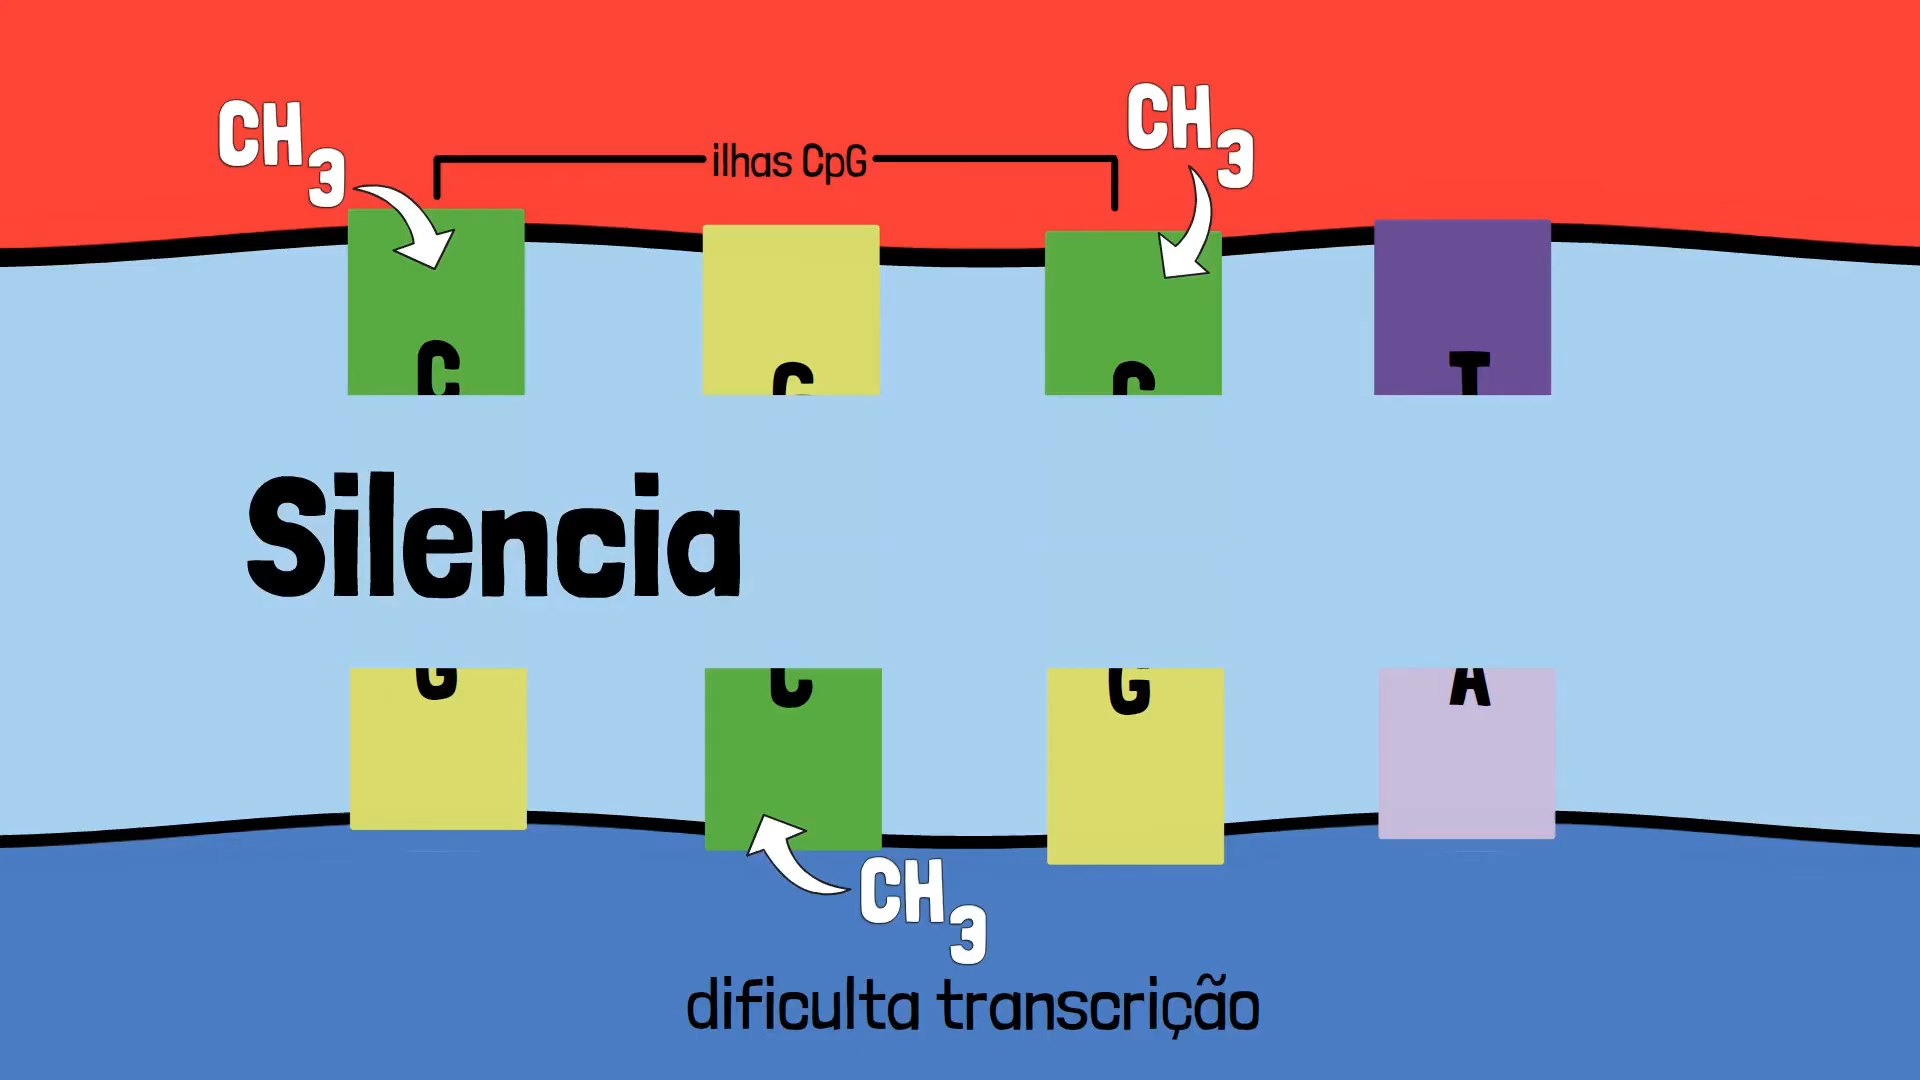 CH3
CH3
ilhas CpG
C G C T
Silencia
G C G A
CH3
dificulta transcrição